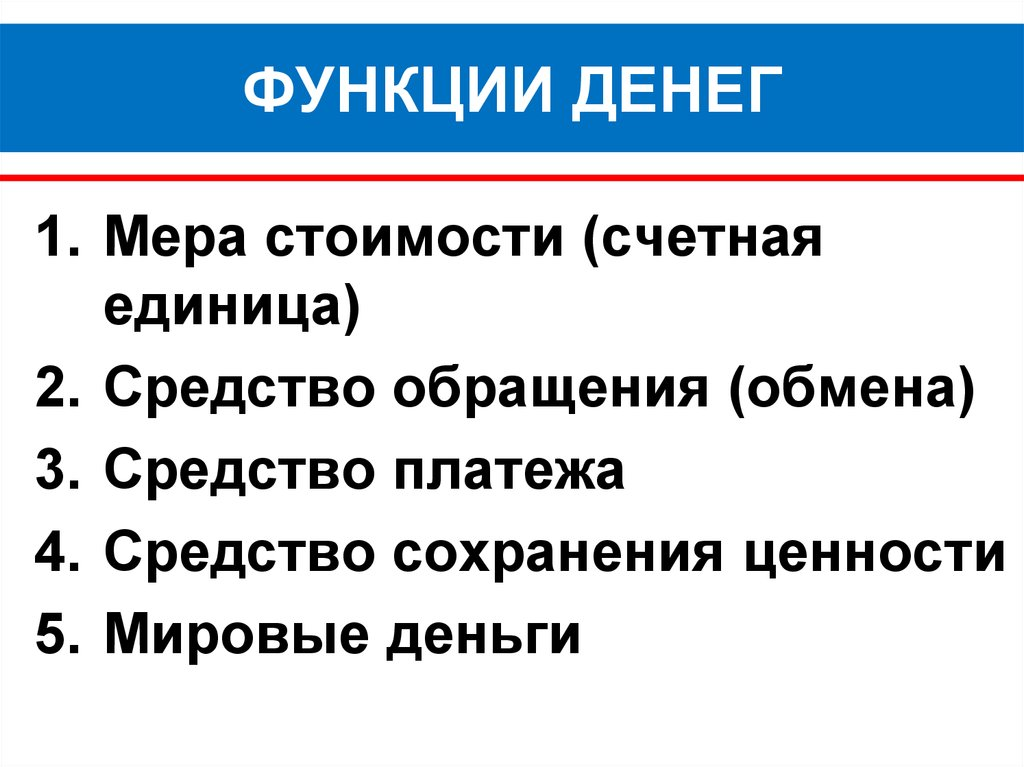 ФУНКЦИИ ДЕНЕГ
1. Мера стоимости (счетная
единица)
2. Средство обращения (обмена)
3. Средство платежа
4. Средство сохранения ценности
5. Мировые деньги